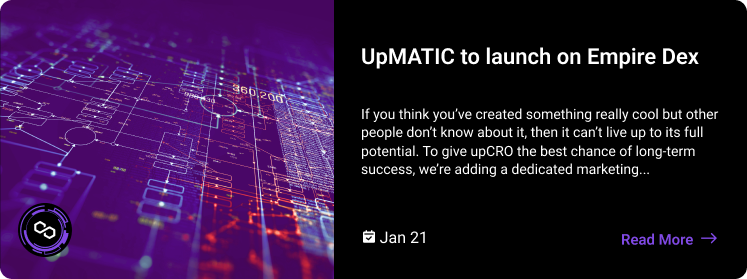 UpMATIC to launch on Empire Dex
If you think you’ve created something really cool but other
people don’t know about it, then it can’t live up to its full
potential. To give upCRO the best chance of long-term
success, we’re adding a dedicated marketing...
Jan 21
Read More
360,200